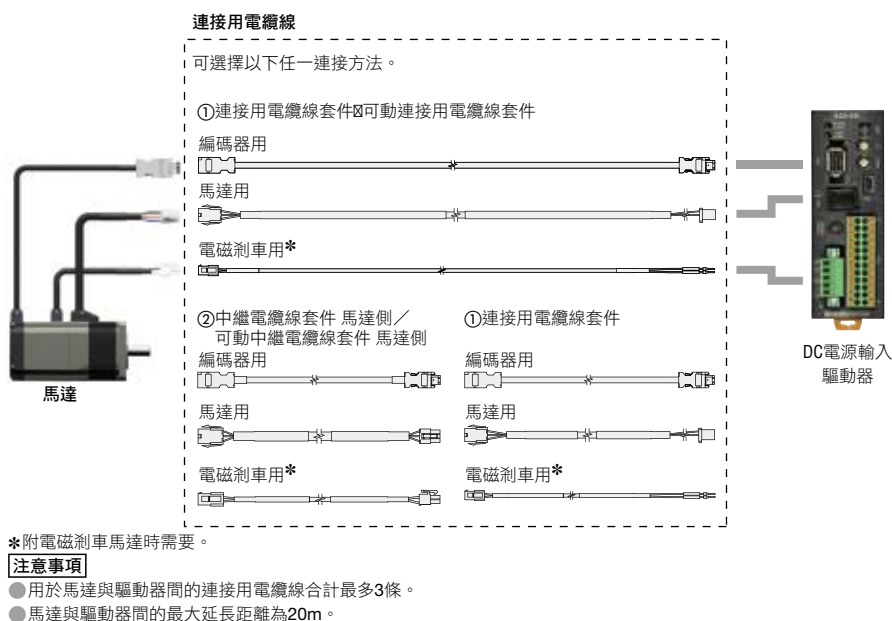 連接用電纜線
可選擇以下任一連接方法。
①連接用電纜線套件 可動連接用電纜線套件
編碼器用
馬達用
電磁剎車用*
②中繼電纜線套件 馬達側／
可動中繼電纜線套件 馬達側
編碼器用
馬達用
電磁剎車用*
①連接用電纜線套件
編碼器用
馬達用
電磁剎車用*
馬達
DC電源輸入
驅動器
*附電磁剎車馬達時需要。
注意事項
●用於馬達與驅動器間的連接用電纜線合計最多3條。
●馬達與驅動器間的最大延長距離為20m。